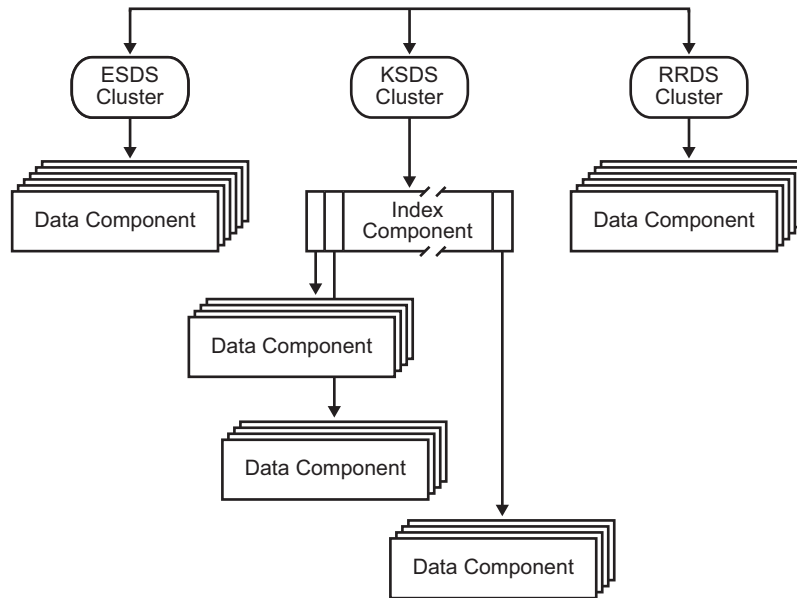 ESDS
Cluster
KSDS
Cluster
RRDS
Cluster
Data Component
Index
Component
Data Component
Data Component
Data Component
Data Component